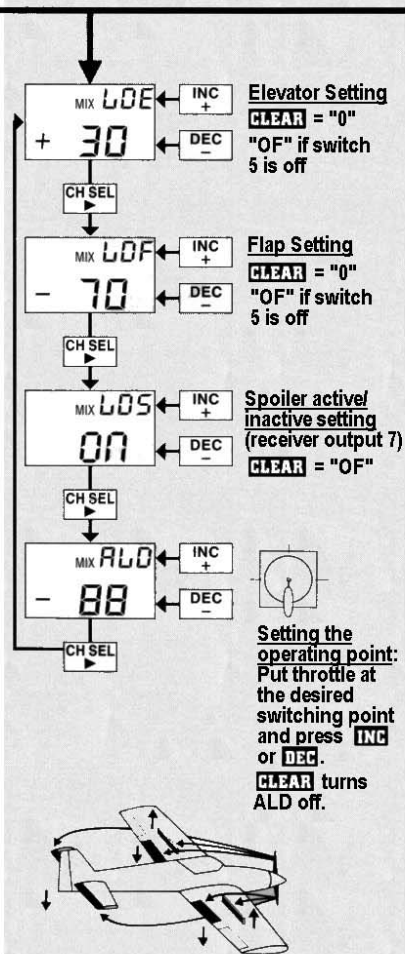 MIX LOE
+ 30
INC
+
DEC
–
Elevator Setting
CLEAR = "0"
"OF" if switch
5 is off
CH SEL
▶
MIX LOF
– 70
INC
+
DEC
–
Flap Setting
CLEAR = "0"
"OF" if switch
5 is off
CH SEL
▶
MIX LOS
On
INC
+
DEC
–
Spoiler active/
inactive setting
(receiver output 7)
CLEAR = "OF"
CH SEL
▶
MIX ALD
– 88
INC
+
DEC
–
CH SEL
▶
Setting the
operating point:
Put throttle at
the desired
switching point
and press INC
or DEC.
CLEAR turns
ALD off.